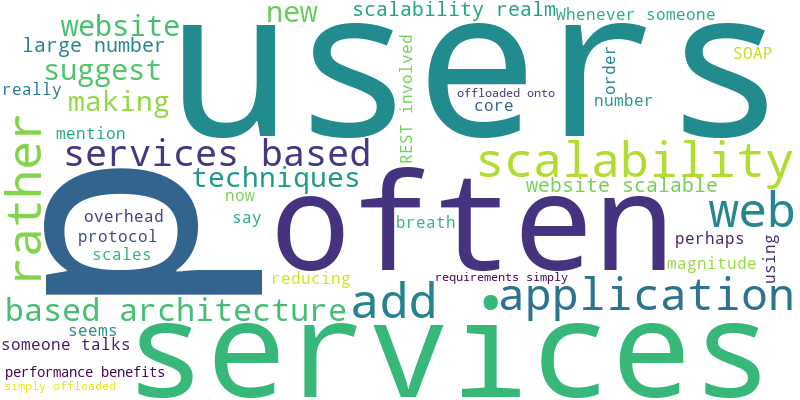 users
often
services
p
scalability
application
web
add
rather
services based
based architecture
techniques
website
suggest
making
new
scalability realm
Whenever someone
large number
really
mention
SOAP
order
number
core
offloaded onto
REST involved
website scalable
now
say
breath
overhead
protocol
scales
perhaps
magnitude
using
reducing
requirements simply
seems
someone talks
performance benefits
simply offloaded